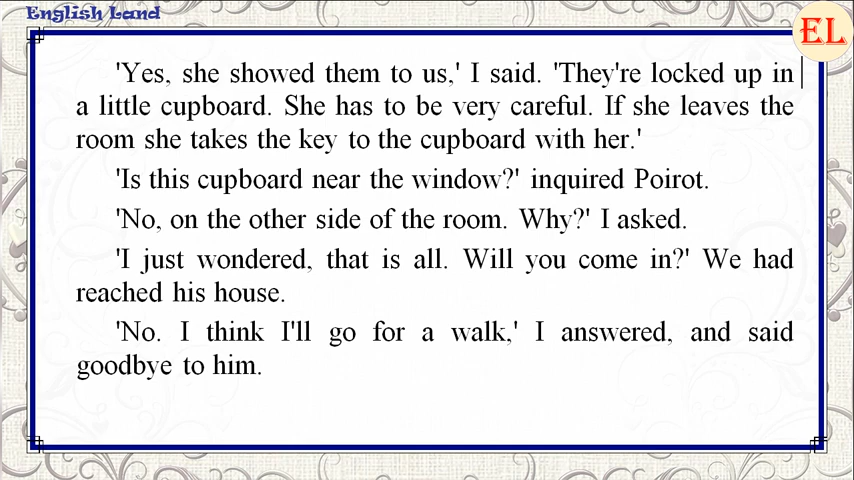 English Land
EL
'Yes, she showed them to us,' I said. 'They're locked up in
a little cupboard. She has to be very careful. If she leaves the
room she takes the key to the cupboard with her.'
'Is this cupboard near the window?' inquired Poirot.
'No, on the other side of the room. Why?' I asked.
'I just wondered, that is all. Will you come in?' We had
reached his house.
'No. I think I'll go for a walk,' I answered, and said
goodbye to him.